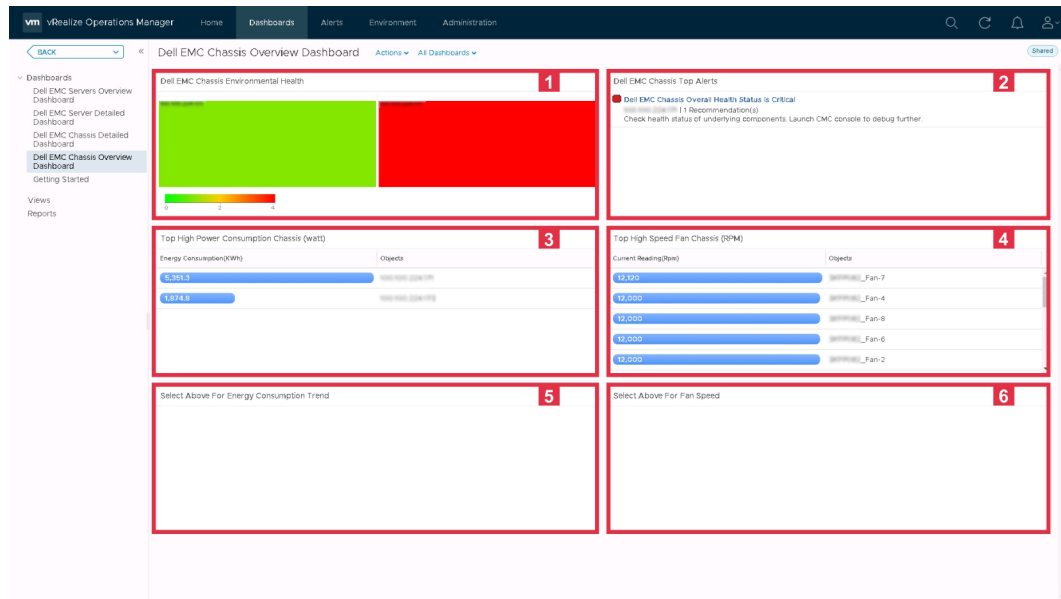 vm vRealize Operations Manager Home Dashboards Alerts Environment Administration
BACK
Dell EMC Chassis Overview Dashboard Actions All Dashboards Shared
Dashboards
Dell EMC Servers Overview
Dashboard
Dell EMC Server Detailed
Dashboard
Dell EMC Chassis Detailed
Dashboard
Dell EMC Chassis Overview
Dashboard
Getting Started
Views
Reports
Dell EMC Chassis Environmental Health 1
0 2 4
Dell EMC Chassis Top Alerts 2
Dell EMC Chassis Overall Health Status is Critical
| 1 Recommendation(s)
Check health status of underlying components. Launch CMC console to debug further.
Top High Power Consumption Chassis (watt) 3
Energy Consumption(KWh) Objects
5,351.3
1,874.8
Top High Speed Fan Chassis (RPM) 4
Current Reading(Rpm) Objects
12,120 _Fan-7
12,000 _Fan-4
12,000 _Fan-8
12,000 _Fan-6
12,000 _Fan-2
Select Above For Energy Consumption Trend 5
Select Above For Fan Speed 6